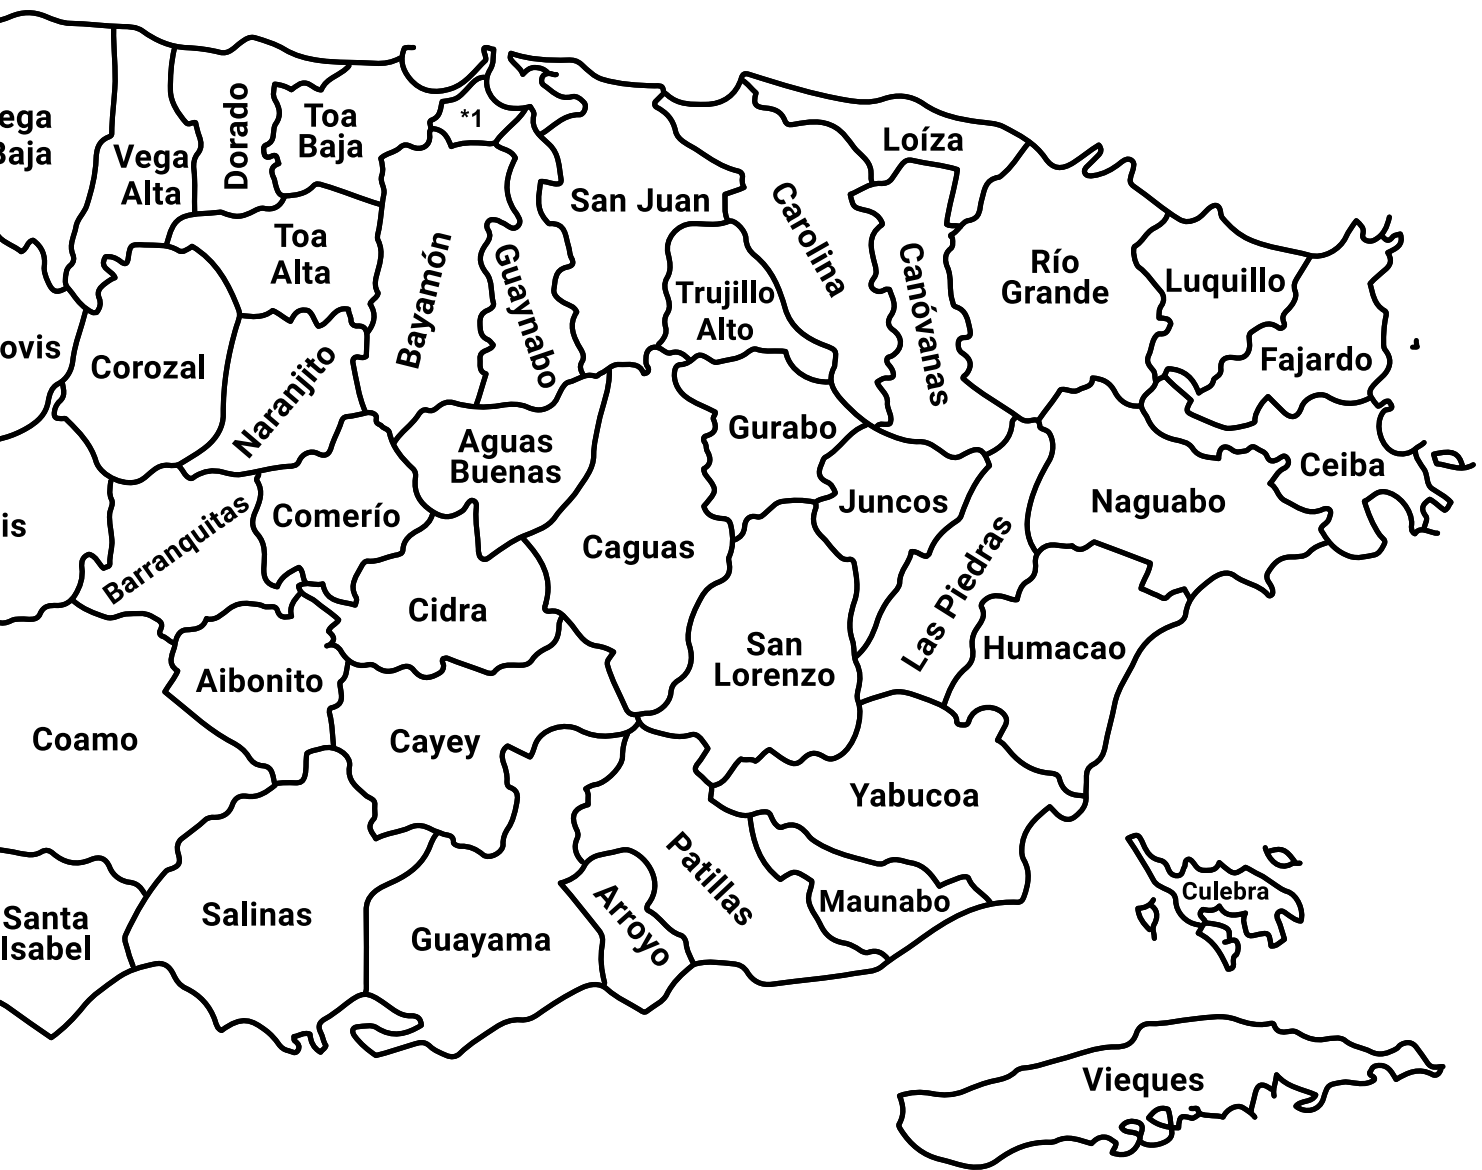 ega
Baja
Vega
Alta
Dorado
Toa
Baja
*1
Loíza
San Juan
Carolina
Toa
Alta
Bayamón
Guaynabo
Trujillo
Alto
Canóvanas
Río
Grande
Luquillo
Fajardo
ovis
Corozal
Naranjito
Aguas
Buenas
Gurabo
Ceiba
is
Barranquitas
Comerío
Caguas
Juncos
Naguabo
Las Piedras
Cidra
San
Lorenzo
Humacao
Aibonito
Coamo
Cayey
Yabucoa
Patillas
Maunabo
Culebra
Santa
Isabel
Salinas
Guayama
Arroyo
Vieques